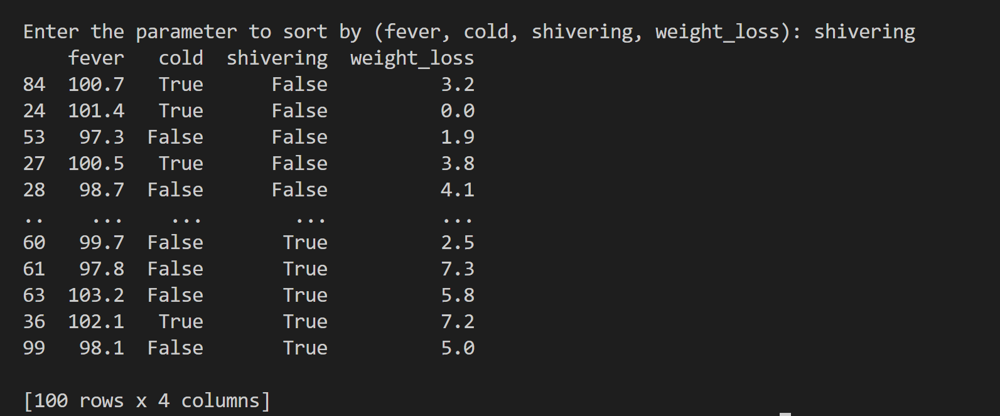 Enter the parameter to sort by (fever, cold, shivering, weight_loss): shivering
    fever   cold  shivering  weight_loss
84  100.7   True      False          3.2
24  101.4   True      False          0.0
53   97.3  False      False          1.9
27  100.5   True      False          3.8
28   98.7  False      False          4.1
..    ...    ...        ...          ...
60   99.7  False       True          2.5
61   97.8  False       True          7.3
63  103.2  False       True          5.8
36  102.1   True       True          7.2
99   98.1  False       True          5.0
[100 rows x 4 columns]